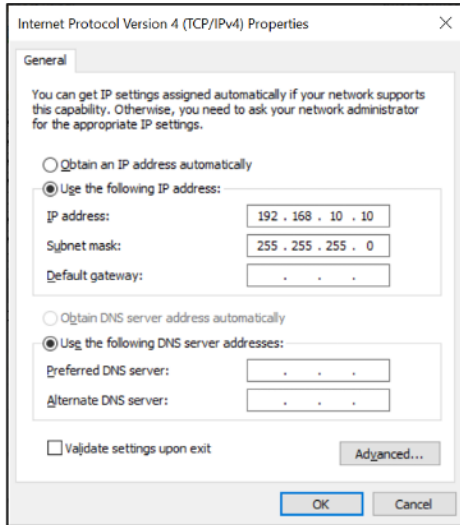 Internet Protocol Version 4 (TCP/IPv4) Properties
General
You can get IP settings assigned automatically if your network supports
this capability. Otherwise, you need to ask your network administrator
for the appropriate IP settings.
Obtain an IP address automatically
Use the following IP address:
IP address: 192 . 168 . 10 . 10
Subnet mask: 255 . 255 . 255 . 0
Default gateway: . . .
Obtain DNS server address automatically
Use the following DNS server addresses:
Preferred DNS server: . . .
Alternate DNS server: . . .
Validate settings upon exit
Advanced...
OK Cancel